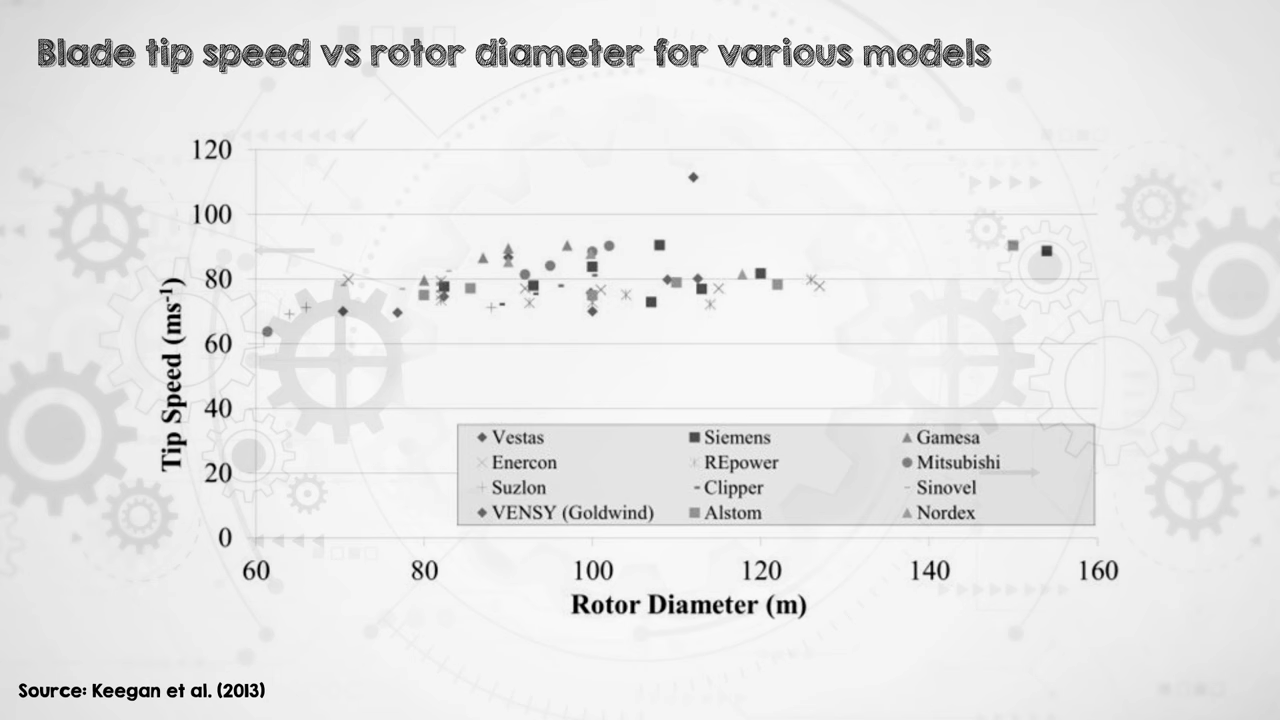 Blade tip speed vs rotor diameter for various models
120
100
80
60
40
20
0
Tip Speed (ms⁻¹)
60 80 100 120 140 160
Rotor Diameter (m)
Vestas Siemens Gamesa
Enercon REpower Mitsubishi
Suzlon Clipper Sinovel
VENSY (Goldwind) Alstom Nordex
Source: Keegan et al. (2013)